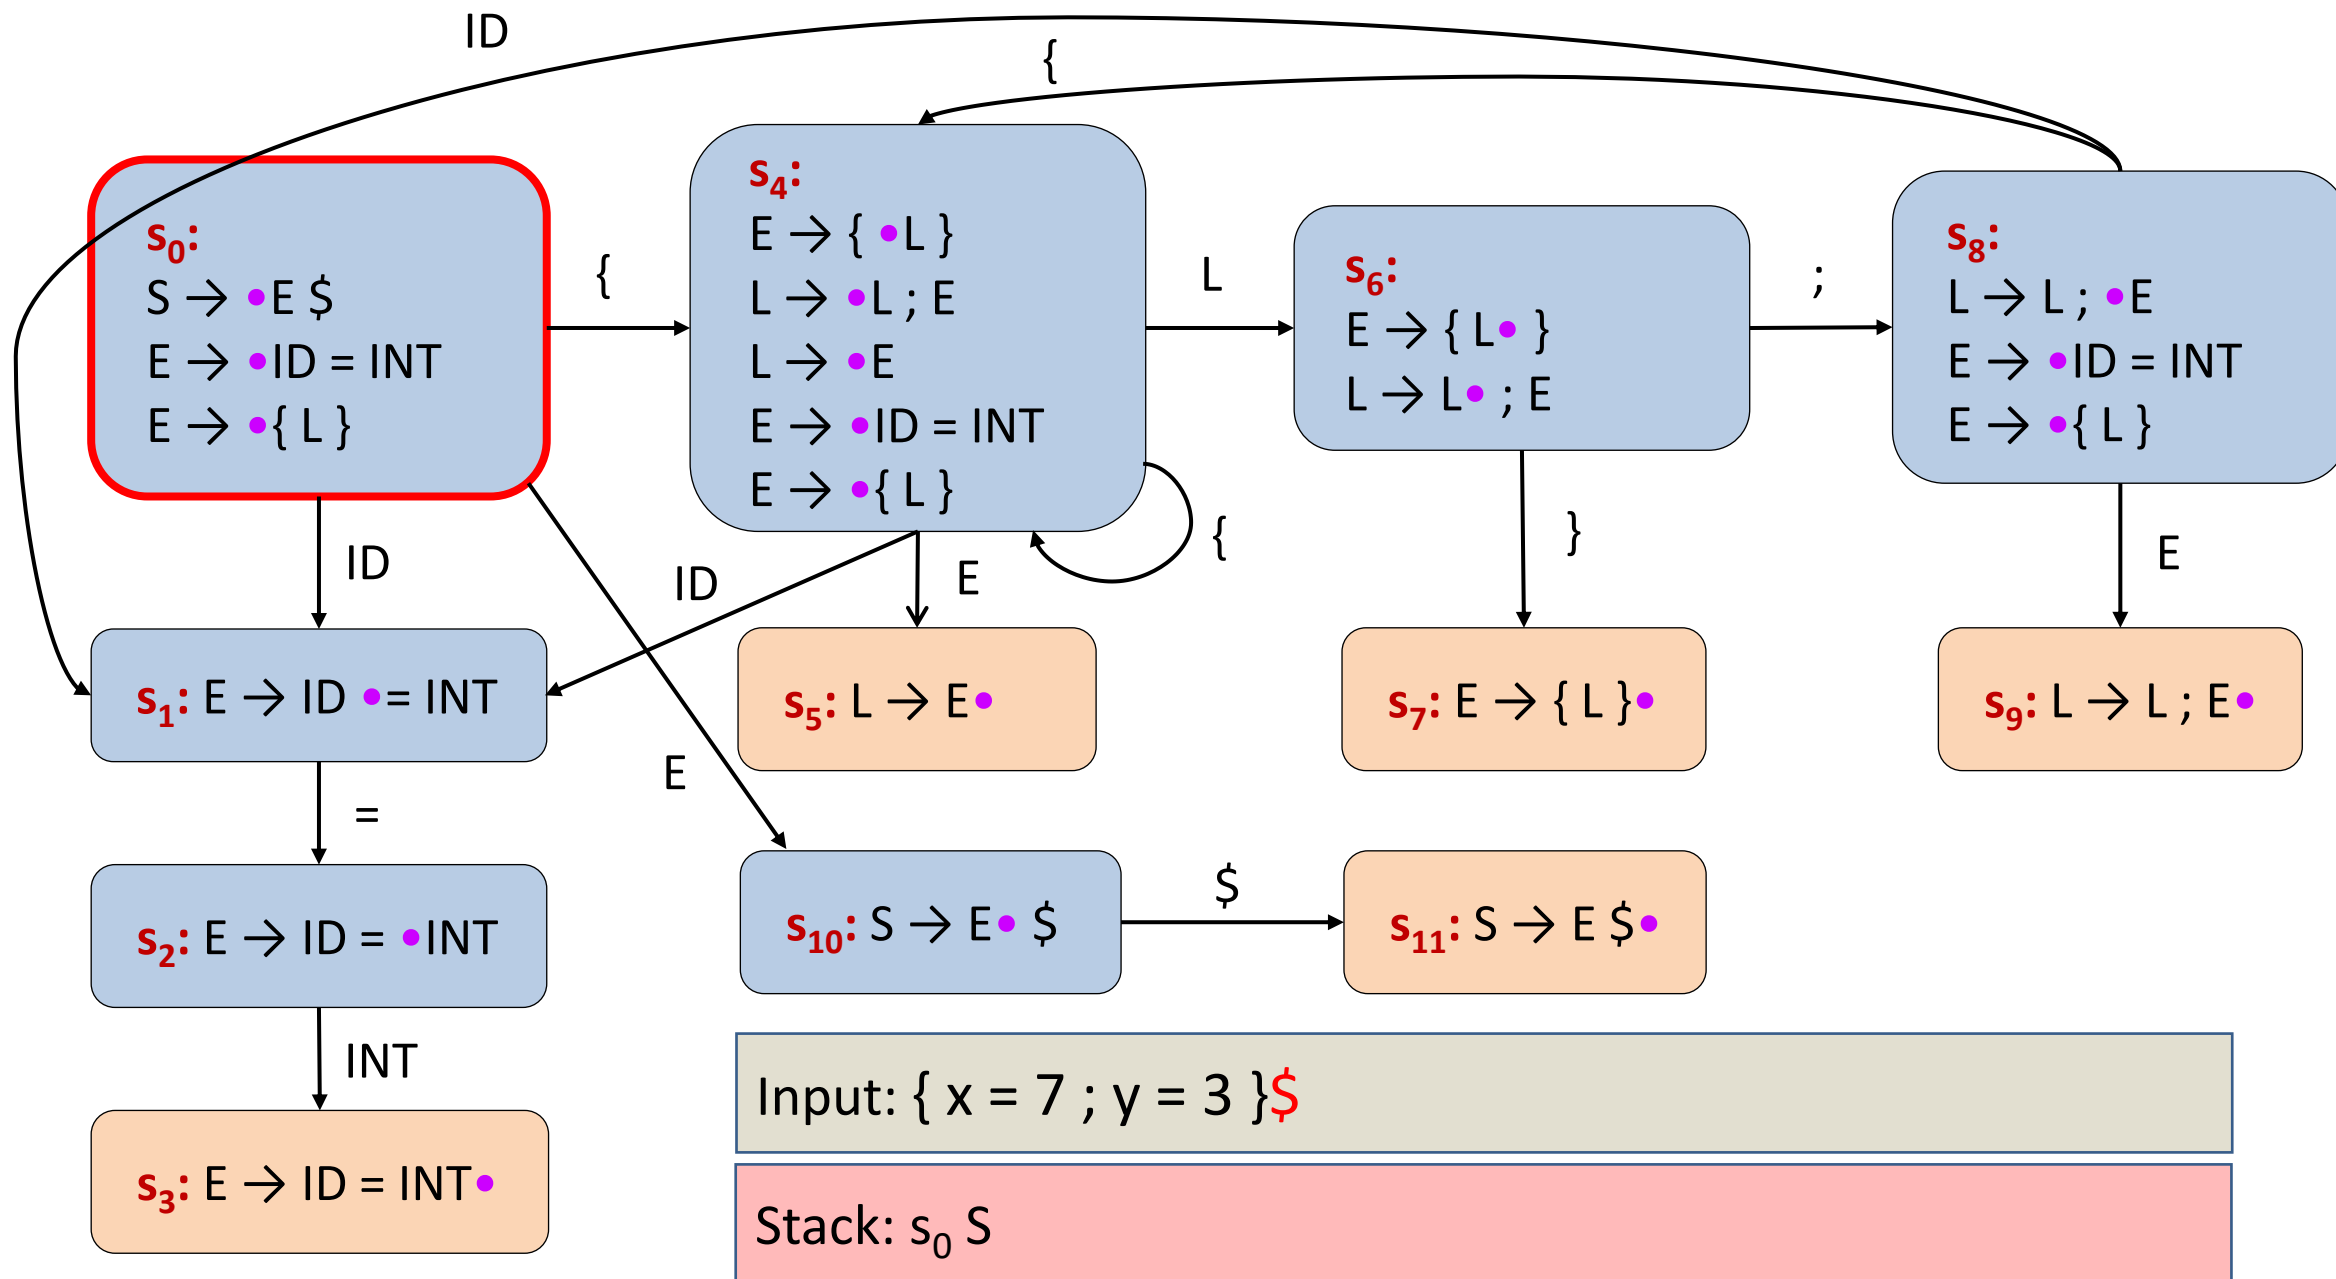 ID
{
s₀:
S → •E $
E → •ID = INT
E → •{ L }
{
s₄:
E → { •L }
L → •L ; E
L → •E
E → •ID = INT
E → •{ L }
L
s₆:
E → { L• }
L → L• ; E
;
s₈:
L → L ; •E
E → •ID = INT
E → •{ L }
ID
ID
E
{
}
E
s₁: E → ID •= INT
s₅: L → E•
s₇: E → { L }•
s₉: L → L ; E•
E
=
s₂: E → ID = •INT
s₁₀: S → E• $
$
s₁₁: S → E $•
INT
s₃: E → ID = INT•
Input: { x = 7 ; y = 3 }$
Stack: s₀ S